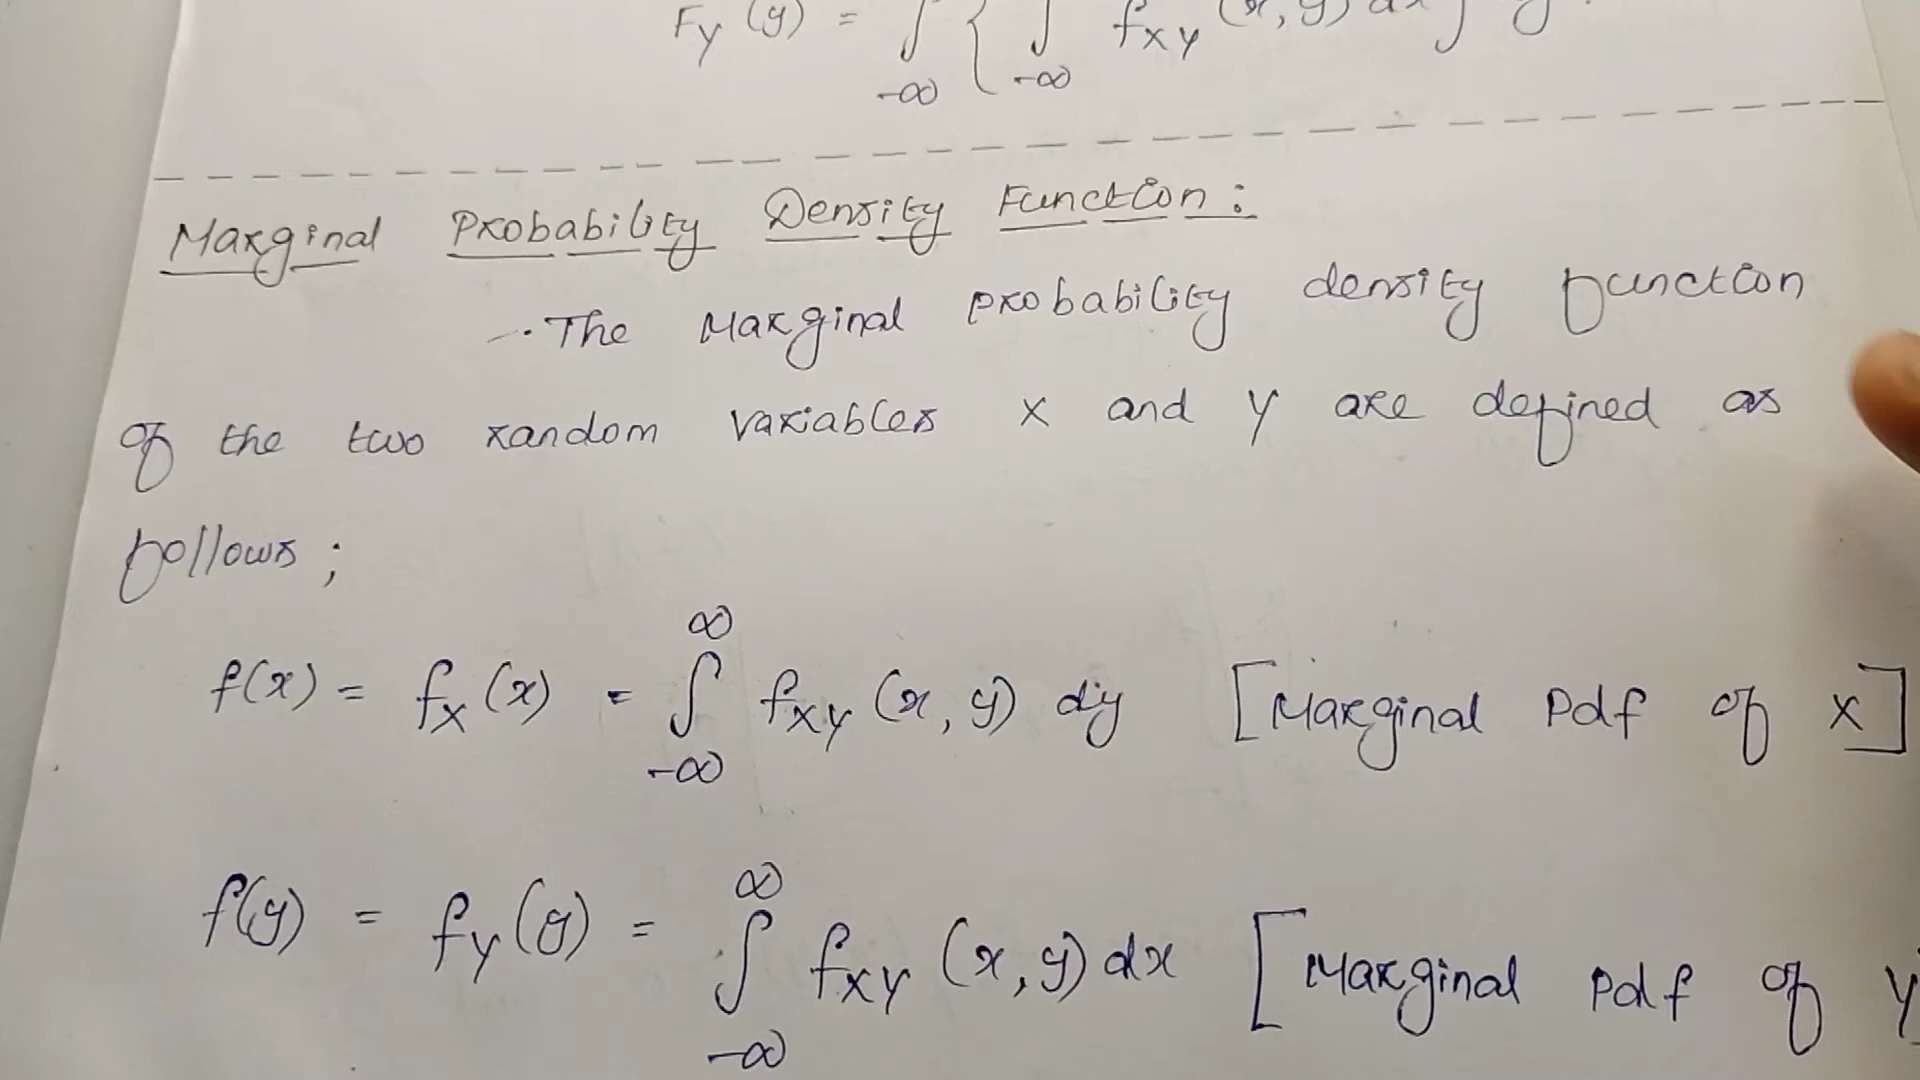 Fy (y) = ∫ -∞ { ∫ -∞ fxy (x, y) dx }
Marginal Probability Density Function :
. The Marginal probability density function
of the two random variables X and Y are defined as
follows ;
f(x) = fx (x) = ∫ -∞ ∞ fxy (x, y) dy [Marginal Pdf of X]
f(y) = fy (y) = ∫ -∞ ∞ fxy (x, y) dx [Marginal Pdf of Y]